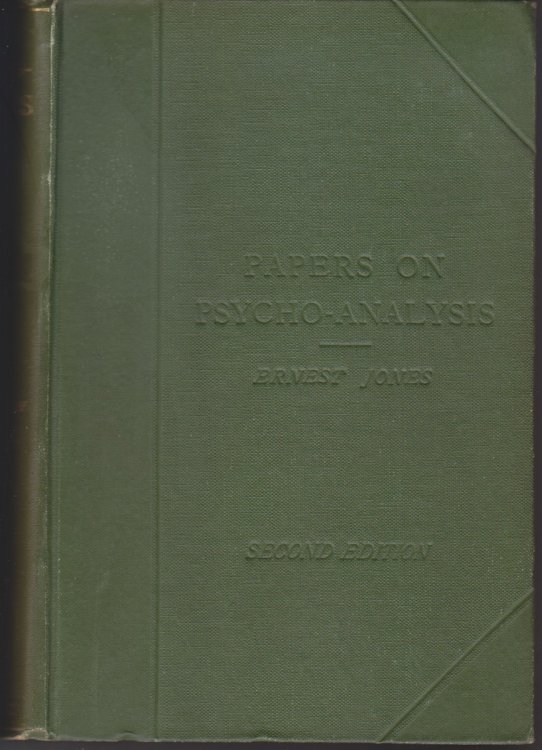 PAPERS ON
PSYCHO-ANALYSIS
ERNEST JONES
SECOND EDITION